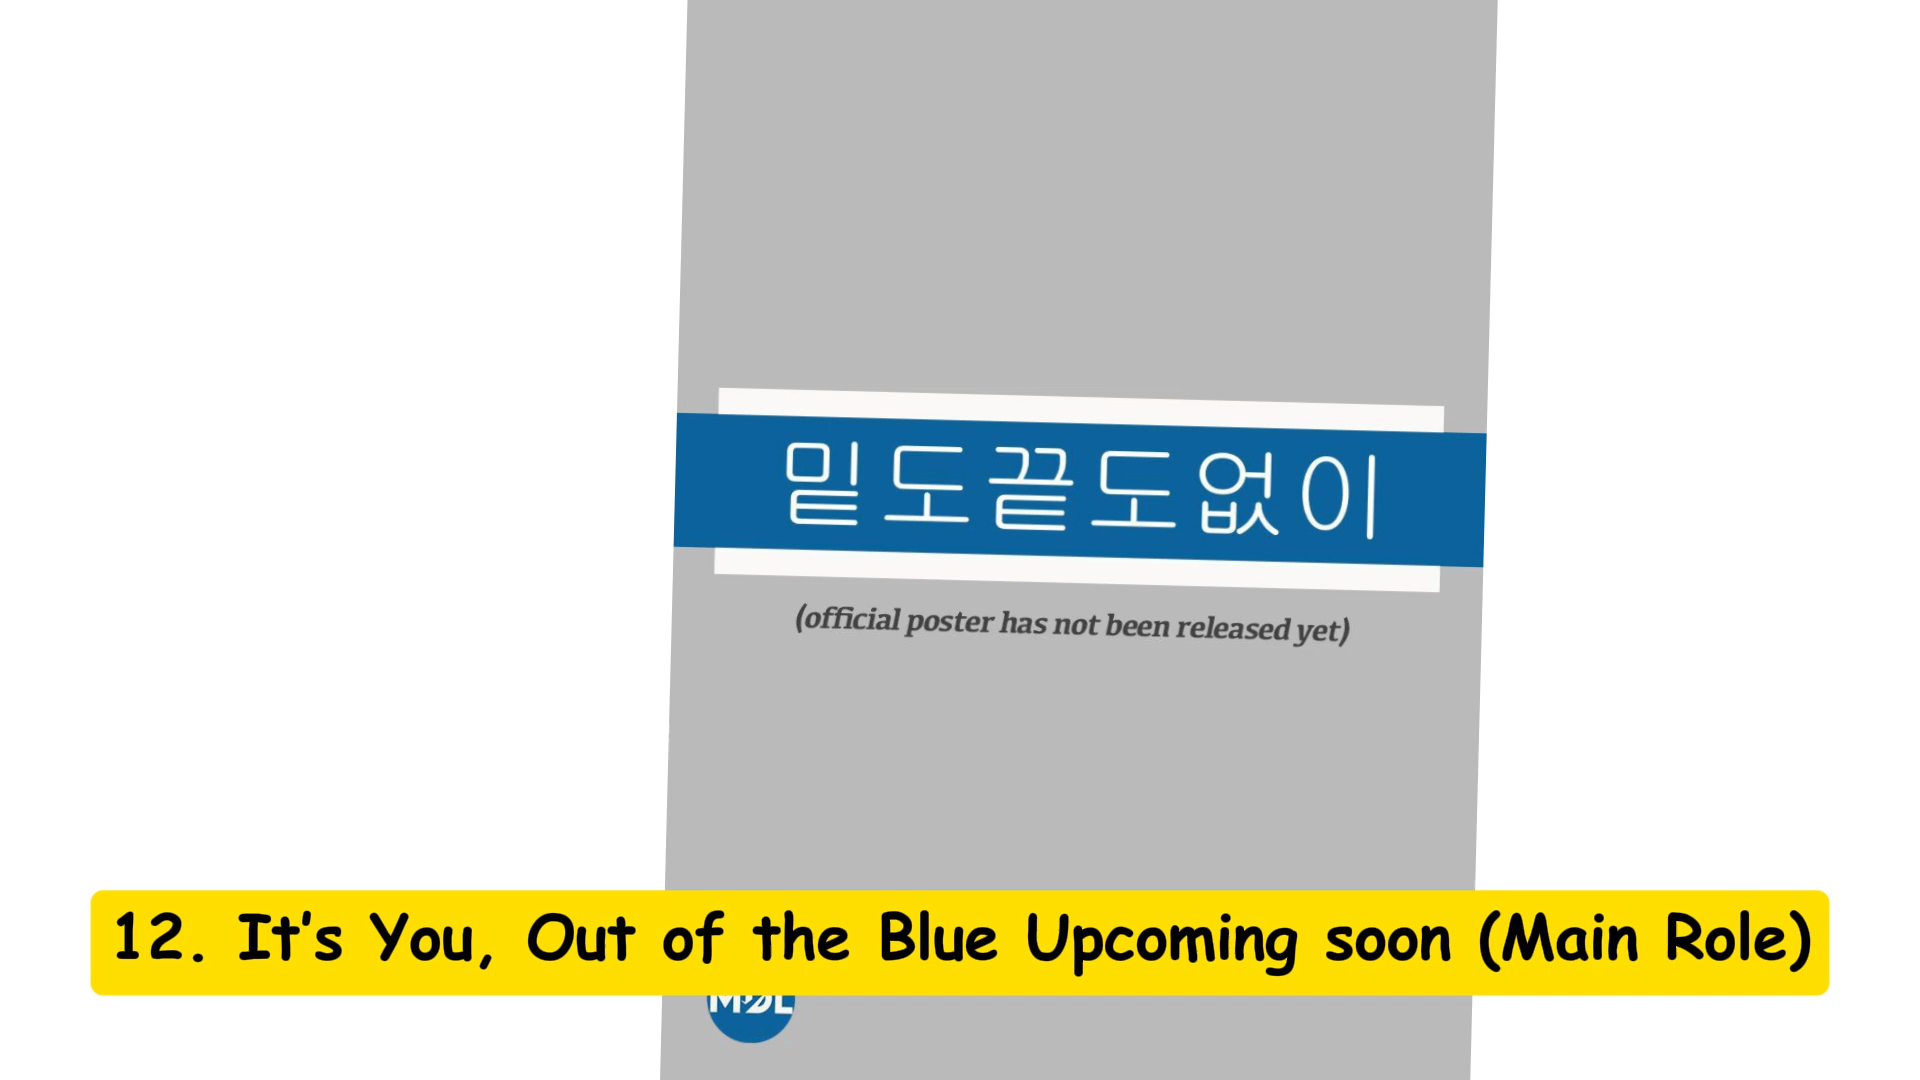 밑도끝도없이
(official poster has not been released yet)
12. It's You, Out of the Blue Upcoming soon (Main Role)
MDL